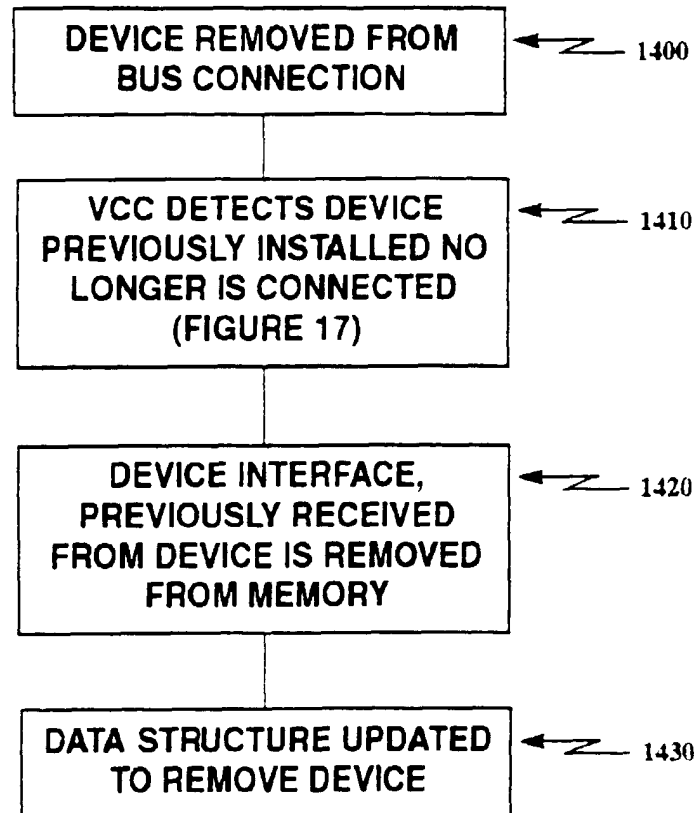 DEVICE REMOVED FROM
BUS CONNECTION
1400
VCC DETECTS DEVICE
PREVIOUSLY INSTALLED NO
LONGER IS CONNECTED
(FIGURE 17)
1410
DEVICE INTERFACE,
PREVIOUSLY RECEIVED
FROM DEVICE IS REMOVED
FROM MEMORY
1420
DATA STRUCTURE UPDATED
TO REMOVE DEVICE
1430